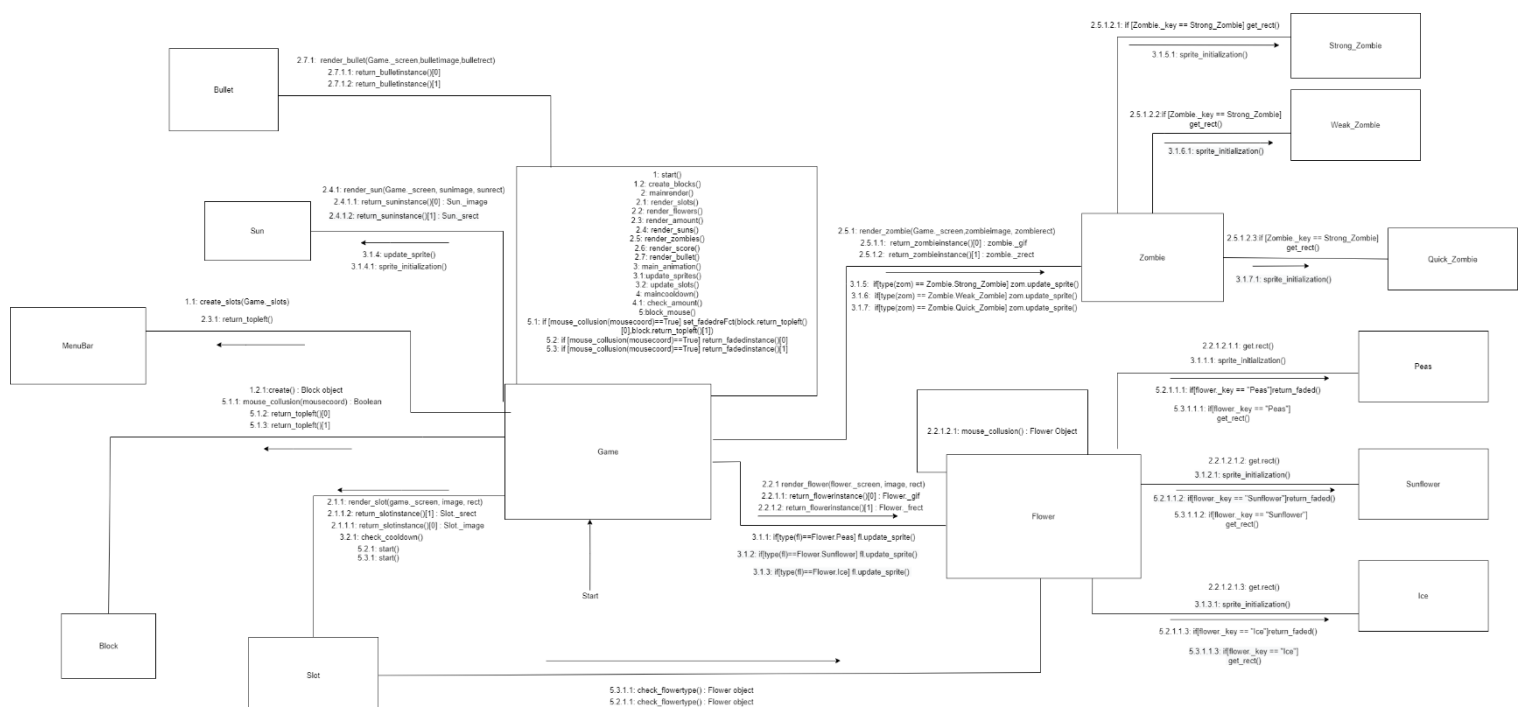 2.5.1.2.1: if [Zombie._key == Strong_Zombie] get_rect()
3.1.5.1: sprite_initialization()
Strong_Zombie
2.7.1: render_bullet(Game._screen,bulletimage,bulletrect)
2.7.1.1: return_bulletinstance()[0]
2.7.1.2: return_bulletinstance()[1]
Bullet
2.5.1.2.2:if [Zombie._key == Strong_Zombie]
get_rect()
3.1.6.1: sprite_initialization()
Weak_Zombie
1: start()
1.2: create_blocks()
2: mainrender()
2.1: render_slots()
2.2: render_flowers()
2.3: render_amount()
2.4: render_suns()
2.5: render_zombies()
2.6: render_score()
2.7: render_bullet()
3: main_animation()
3.1:update_sprites()
3.2: update_slots()
4: maincooldown()
4.1: check_amount()
5:block_mouse()
5.1: if [mouse_collusion(mousecoord)==True] set_fadedreFct(block.return_topleft()
[0],block.return_topleft()[1])
5.2: if [mouse_collusion(mousecoord)==True] return_fadedinstance()[0]
5.3: if [mouse_collusion(mousecoord)==True] return_fadedinstance()[1]
2.4.1: render_sun(Game._screen, sunimage, sunrect)
2.4.1.1: return_suninstance()[0] : Sun._image
2.4.1.2: return_suninstance()[1] : Sun._srect
Sun
3.1.4: update_sprite()
3.1.4.1: sprite_initialization()
2.5.1: render_zombie(Game._screen,zombieimage, zombierect)
2.5.1.1: return_zombieinstance()[0] : zombie._gif
2.5.1.2: return_zombieinstance()[1] : zombie._zrect
3.1.5: if[type(zom) == Zombie.Strong_Zombie] zom.update_sprite()
3.1.6: if[type(zom) == Zombie.Weak_Zombie] zom.update_sprite()
3.1.7: if[type(zom) == Zombie.Quick_Zombie] zom.update_sprite()
Zombie
2.5.1.2.3:if [Zombie._key == Strong_Zombie]
get_rect()
3.1.7.1: sprite_initialization()
Quick_Zombie
1.1: create_slots(Game._slots)
2.3.1: return_topleft()
MenuBar
1.2.1:create() : Block object
5.1.1: mouse_collusion(mousecoord) : Boolean
5.1.2: return_topleft()[0]
5.1.3: return_topleft()[1]
Game
2.2.1.2.1: mouse_collusion() : Flower Object
2.2.1.2.1.1: get.rect()
3.1.1.1: sprite_initialization()
5.2.1.1.1: if[flower._key == "Peas"]return_faded()
5.3.1.1.1: if[flower._key == "Peas"]
get_rect()
Peas
2.1.1: render_slot(game._screen, image, rect)
2.1.1.2: return_slotinstance()[1] : Slot._srect
2.1.1.1: return_slotinstance()[0] : Slot._image
3.2.1: check_cooldown()
5.2.1: start()
5.3.1: start()
2.2.1 render_flower(flower._screen, image, rect)
2.2.1.1: return_flowerinstance()[0] : Flower._gif
2.2.1.2: return_flowerinstance()[1] : Flower._frect
3.1.1: if[type(fl)==Flower.Peas] fl.update_sprite()
3.1.2: if[type(fl)==Flower.Sunflower] fl.update_sprite()
3.1.3: if[type(fl)==Flower.Ice] fl.update_sprite()
Flower
2.2.1.2.1.2: get.rect()
3.1.2.1: sprite_initialization()
5.2.1.1.2: if[flower._key == "Sunflower"]return_faded()
5.3.1.1.2: if[flower._key == "Sunflower"]
get_rect()
Sunflower
Start
2.2.1.2.1.3: get.rect()
3.1.3.1: sprite_initialization()
5.2.1.1.3: if[flower._key == "Ice"]return_faded()
5.3.1.1.3: if[flower._key == "Ice"]
get_rect()
Ice
Block
Slot
5.3.1.1: check_flowertype() : Flower object
5.2.1.1: check_flowertype() : Flower object